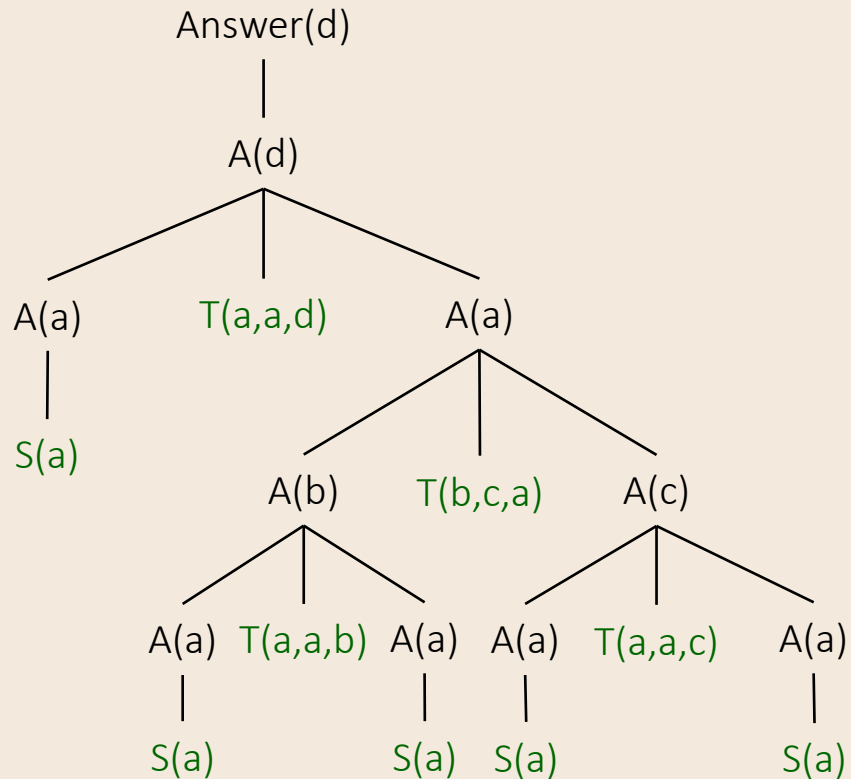 Answer(d)
A(d)
A(a) T(a,a,d) A(a)
S(a)
A(b) T(b,c,a) A(c)
A(a) T(a,a,b) A(a) A(a) T(a,a,c) A(a)
S(a) S(a) S(a) S(a)